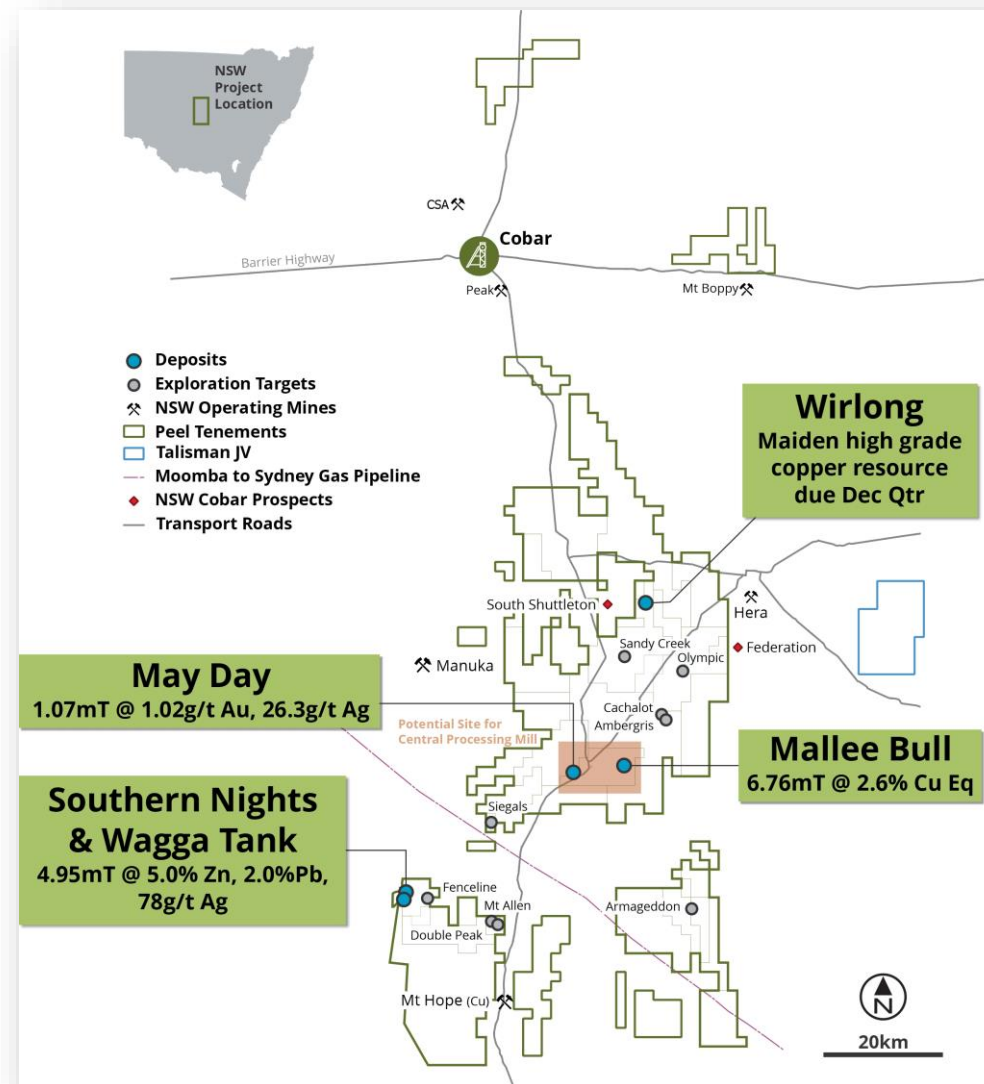 NSW
Project
Location
CSA
Cobar
Barrier Highway
Peak
Mt Boppy
Deposits
Exploration Targets
NSW Operating Mines
Peel Tenements
Talisman JV
Moomba to Sydney Gas Pipeline
NSW Cobar Prospects
Transport Roads
Wirlong
Maiden high grade
copper resource
due Dec Qtr
South Shuttleton
Hera
Sandy Creek
Olympic
Federation
Manuka
May Day
1.07mT @ 1.02g/t Au, 26.3g/t Ag
Cachalot
Ambergris
Potential Site for
Central Processing Mill
Mallee Bull
6.76mT @ 2.6% Cu Eq
Southern Nights
& Wagga Tank
4.95mT @ 5.0% Zn, 2.0%Pb,
78g/t Ag
Siegals
Fenceline
Mt Allen
Double Peak
Armageddon
Mt Hope (Cu)
N
20km